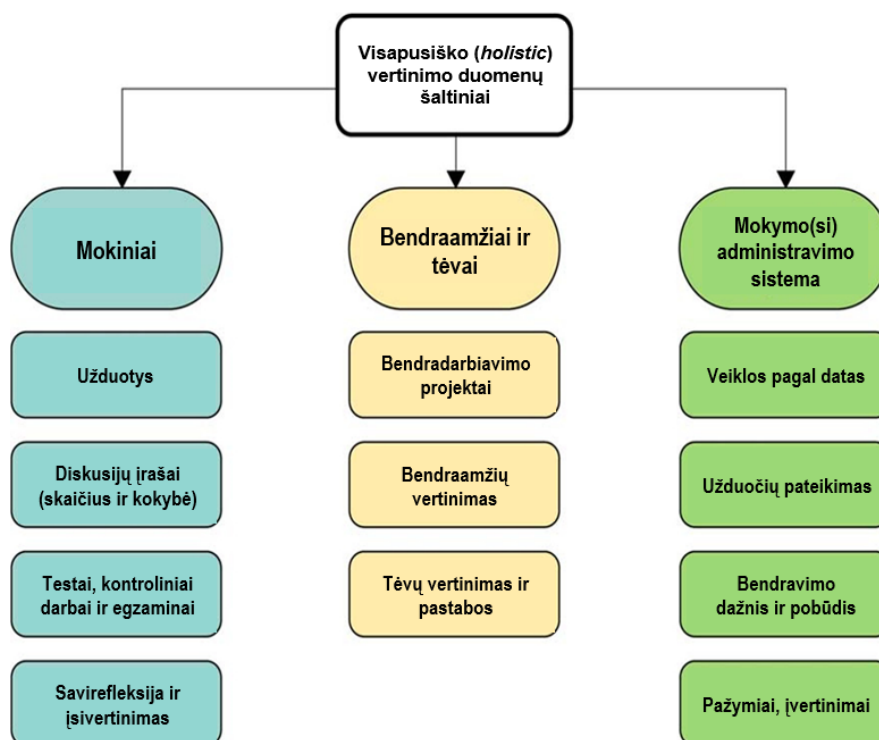 Visapusiško (holistic)
vertinimo duomenų
šaltiniai
Mokiniai
Užduotys
Diskusijų įrašai
(skaičius ir kokybė)
Testai, kontroliniai
darbai ir egzaminai
Savirefleksija ir
įsivertinimas
Bendraamžiai ir
tėvai
Bendradarbiavimo
projektai
Bendraamžių
vertinimas
Tėvų vertinimas ir
pastabos
Mokymo(si)
administravimo
sistema
Veiklos pagal datas
Užduočių pateikimas
Bendravimo
dažnis ir pobūdis
Pažymiai, įvertinimai